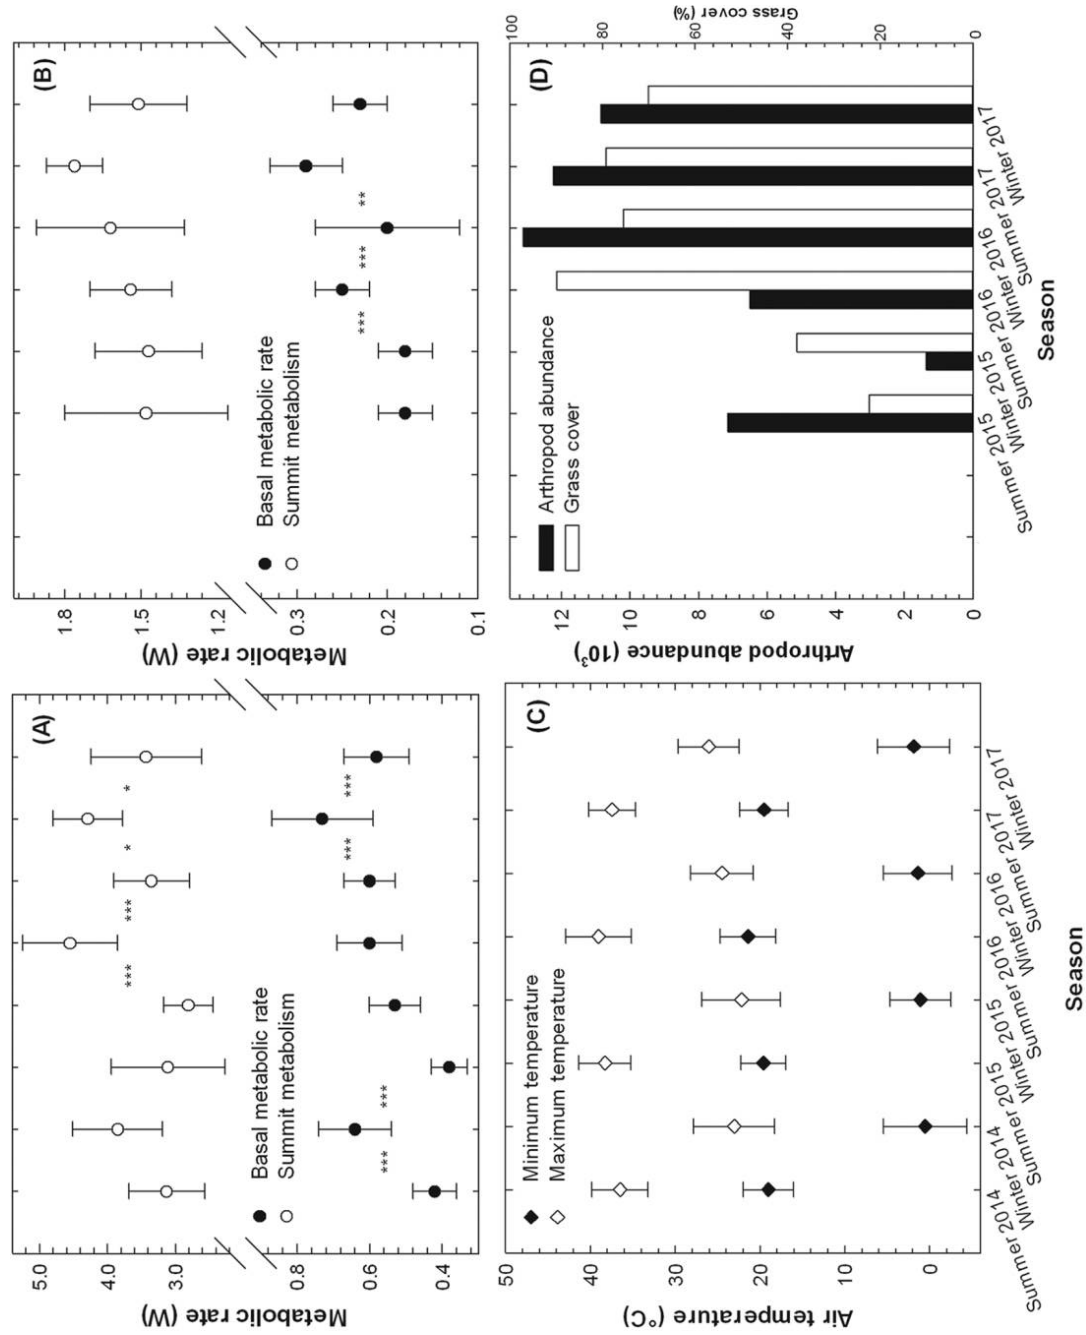 (A)
5.0
4.0
3.0
0.8
0.6
0.4
Metabolic rate (W)
Basal metabolic rate
Summit metabolism
*** *** *** *** * *
*** ***
(B)
1.8
1.5
1.2
0.3
0.2
0.1
Metabolic rate (W)
Basal metabolic rate
Summit metabolism
*** *** **
(C)
50
40
30
20
10
0
Air temperature (°C)
Minimum temperature
Maximum temperature
Summer 2014
Winter 2014
Summer 2015
Winter 2015
Summer 2016
Winter 2016
Summer 2017
Winter 2017
Season
(D)
12
10
8
6
4
2
0
Arthropod abundance (10³)
Arthropod abundance
Grass cover
100
80
60
40
20
0
Grass cover (%)
Summer 2015
Winter 2015
Summer 2016
Winter 2016
Summer 2017
Winter 2017
Season